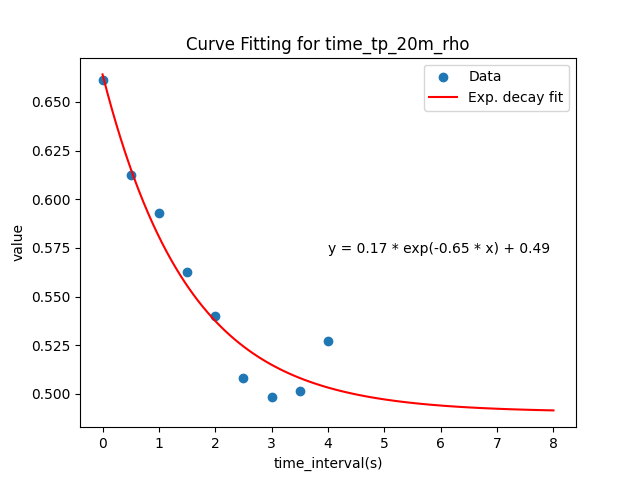 Curve Fitting for time_tp_20m_rho
Data
Exp. decay fit
y = 0.17 * exp(-0.65 * x) + 0.49
value
0.650
0.625
0.600
0.575
0.550
0.525
0.500
0 1 2 3 4 5 6 7 8
time_interval(s)